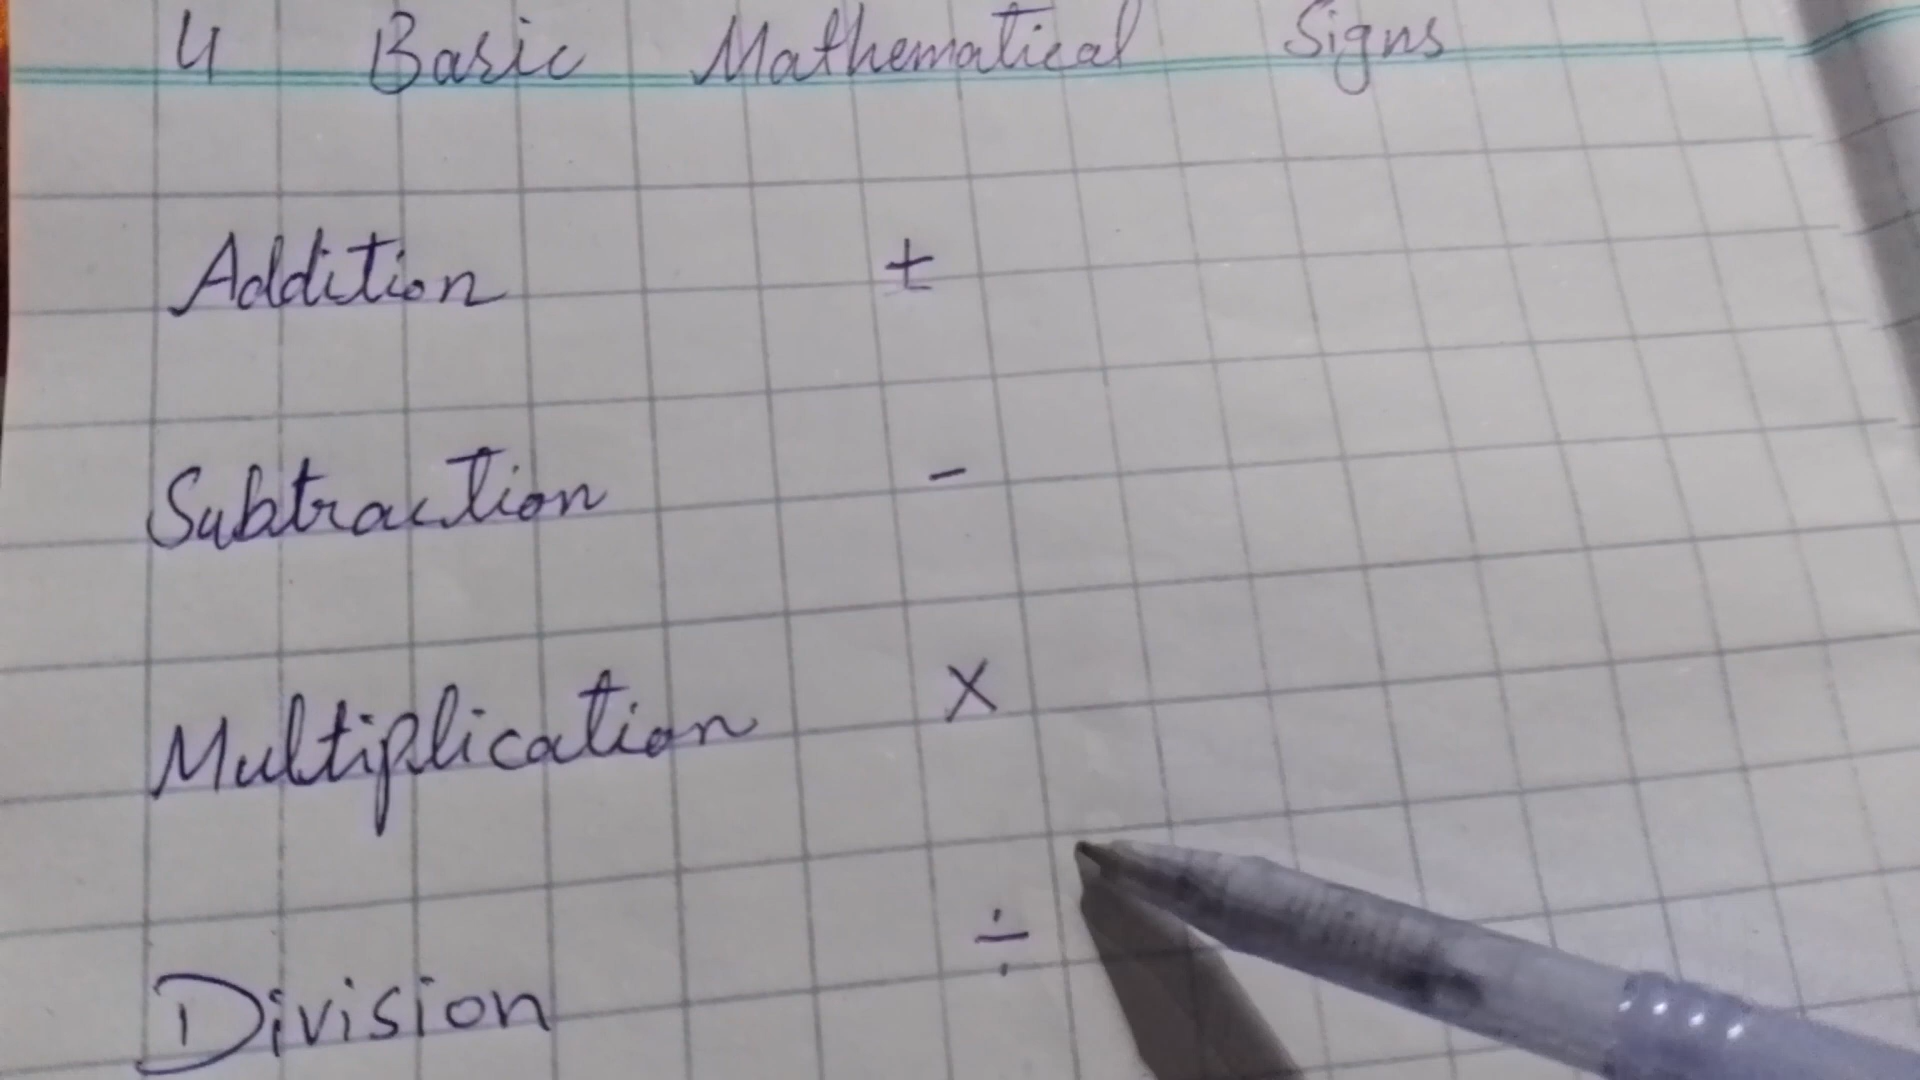 4 Basic Mathematical Signs
Addition +
Subtraction -
Multiplication ×
Division ÷